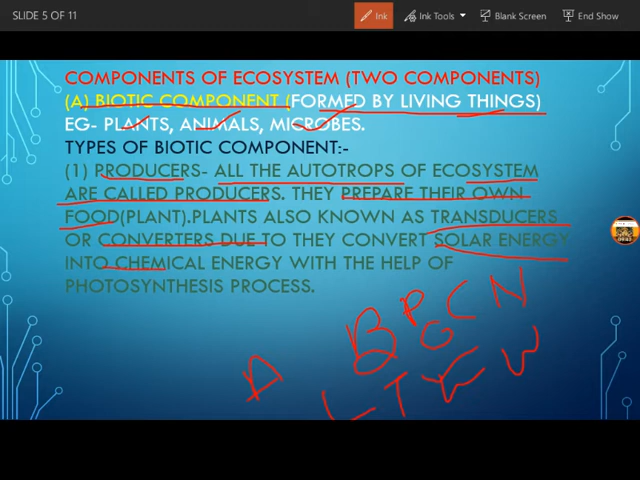 SLIDE 5 OF 11 Ink Ink Tools Blank Screen End Show
COMPONENTS OF ECOSYSTEM (TWO COMPONENTS)
(A) BIOTIC COMPONENT (FORMED BY LIVING THINGS)
EG- PLANTS, ANIMALS, MICROBES.
TYPES OF BIOTIC COMPONENT:-
(1) PRODUCERS- ALL THE AUTOTROPS OF ECOSYSTEM
ARE CALLED PRODUCERS. THEY PREPARE THEIR OWN
FOOD(PLANT).PLANTS ALSO KNOWN AS TRANSDUCERS
OR CONVERTERS DUE TO THEY CONVERT SOLAR ENERGY
INTO CHEMICAL ENERGY WITH THE HELP OF
PHOTOSYNTHESIS PROCESS.
B P C N
A